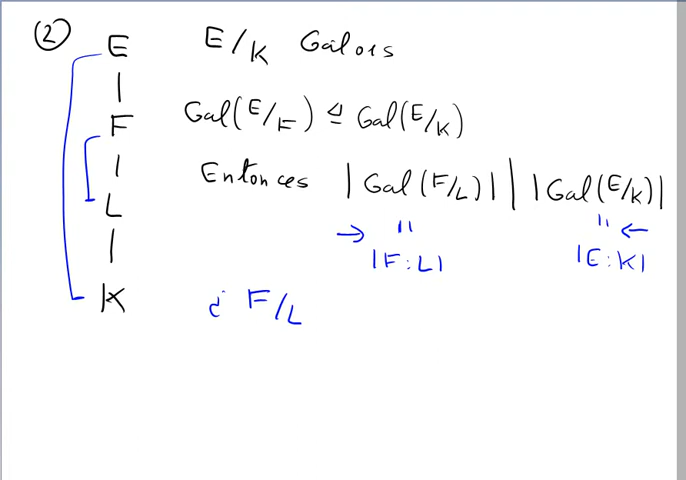 ② E E/K Galois
|
F Gal(E/F) ⊴ Gal(E/K)
|
L Entonces |Gal(F/L)| | |Gal(E/K)|
| → " " ←
|F:L| |E:K|
K ¿ F/L